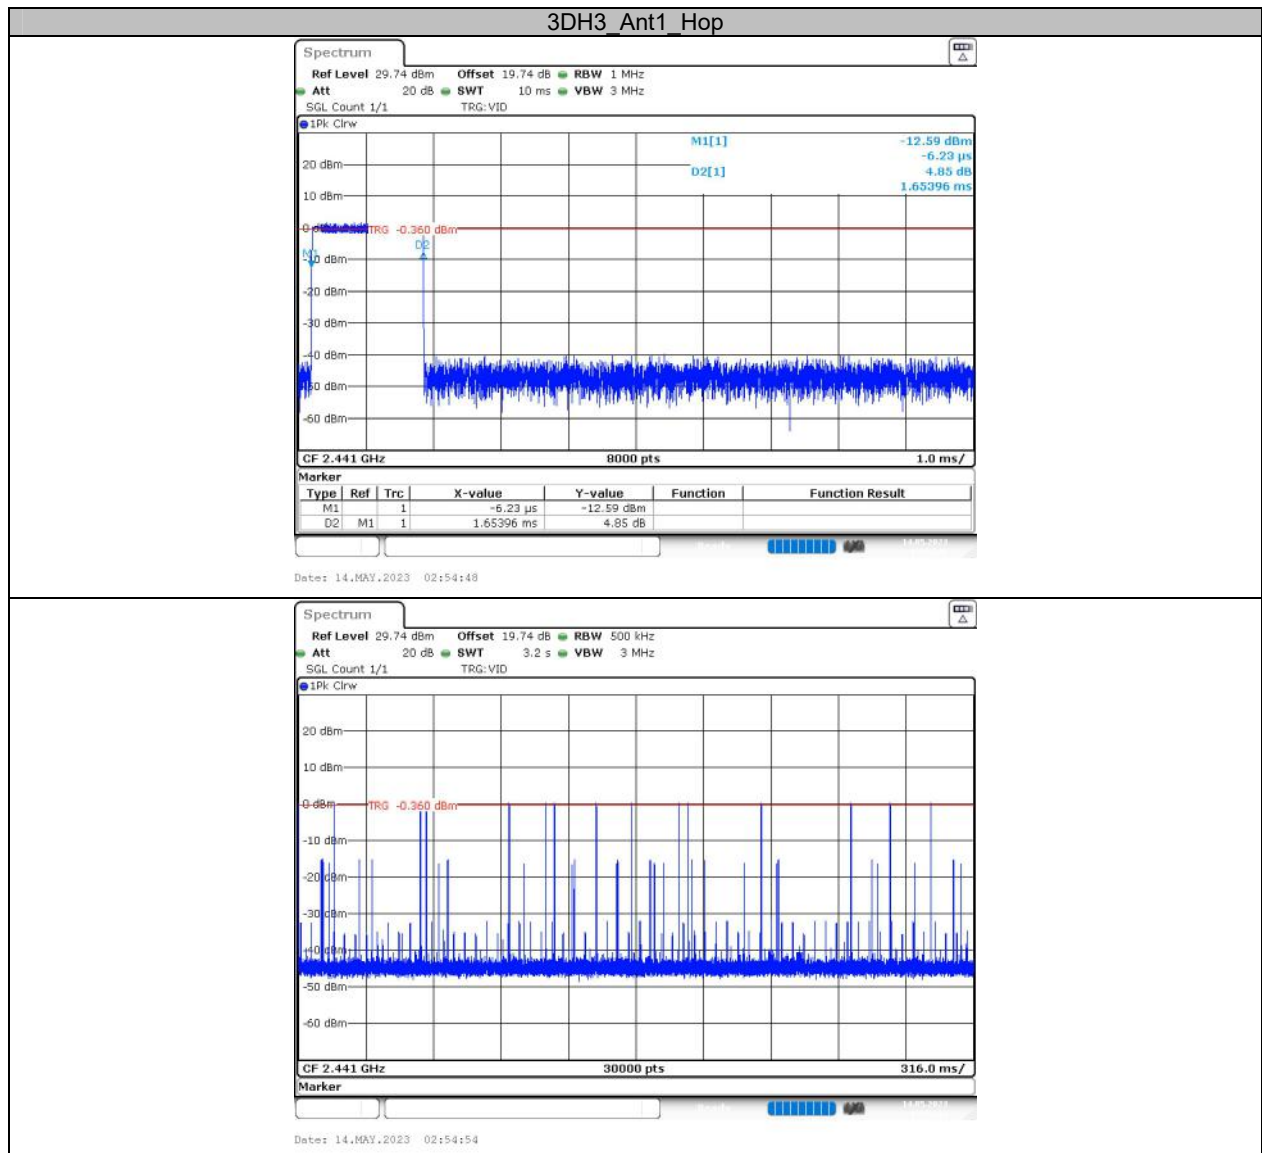 3DH3_Ant1_Hop
Spectrum
Ref Level 29.74 dBm Offset 19.74 dB RBW 1 MHz
Att 20 dB SWT 10 ms VBW 3 MHz
SGL Count 1/1 TRG:VID
1Pk Clrw
M1[1] -12.59 dBm
-6.23 µs
20 dBm
D2[1] 4.85 dB
1.65396 ms
10 dBm
TRG -0.360 dBm
D2
M1
-10 dBm
-20 dBm
-30 dBm
-40 dBm
-50 dBm
-60 dBm
CF 2.441 GHz 8000 pts 1.0 ms/
Marker
Type Ref Trc X-value Y-value Function Function Result
M1 1 -6.23 µs -12.59 dBm
D2 M1 1 1.65396 ms 4.85 dB
Date: 14.MAY.2023 02:54:48
Spectrum
Ref Level 29.74 dBm Offset 19.74 dB RBW 500 kHz
Att 20 dB SWT 3.2 s VBW 3 MHz
SGL Count 1/1 TRG:VID
1Pk Clrw
20 dBm
10 dBm
0 dBm TRG -0.360 dBm
-10 dBm
-20 dBm
-30 dBm
-40 dBm
-50 dBm
-60 dBm
CF 2.441 GHz 30000 pts 316.0 ms/
Marker
Date: 14.MAY.2023 02:54:54